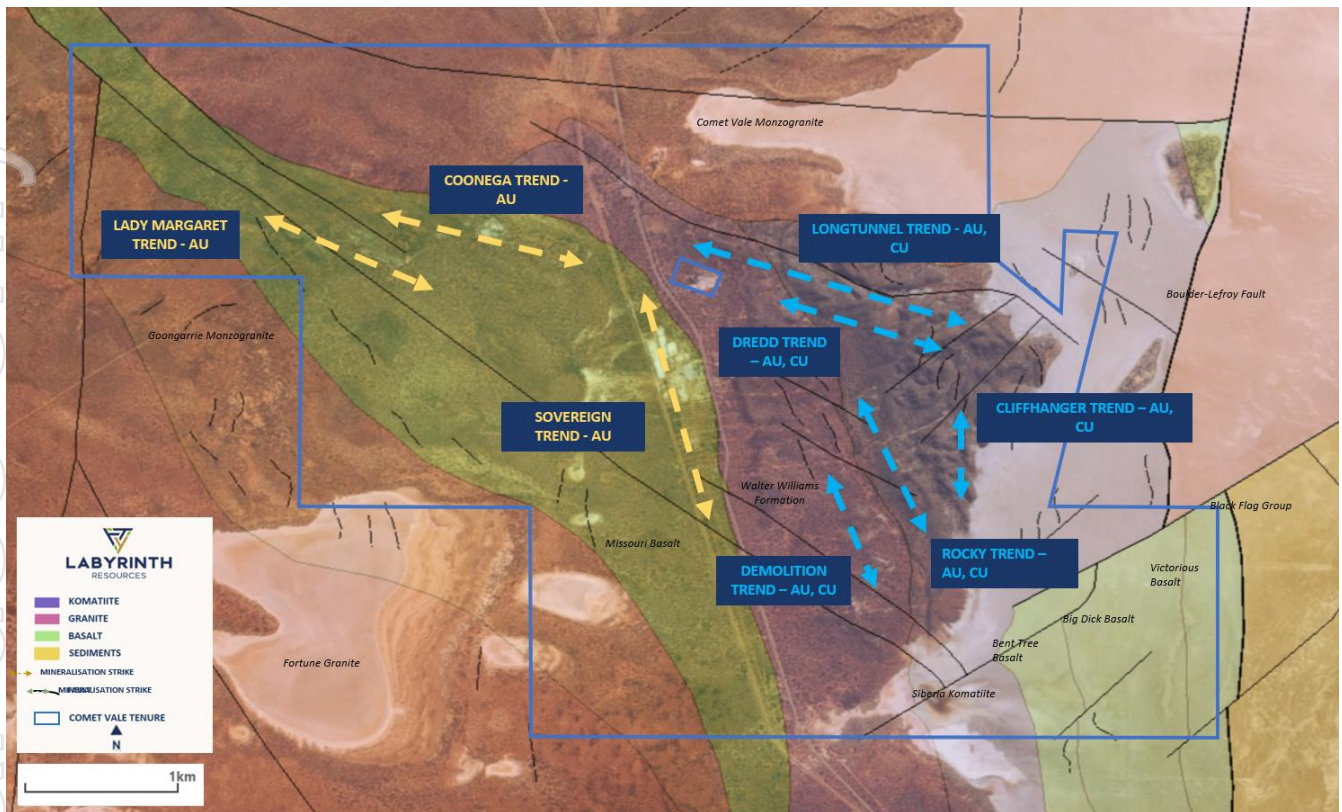 Comet Vale Monzogranite
COONEGA TREND -
AU
LADY MARGARET
TREND - AU
LONGTUNNEL TREND - AU,
CU
Boulder-Lefroy Fault
Goongarrie Monzogranite
DREDD TREND
– AU, CU
CLIFFHANGER TREND – AU,
CU
SOVEREIGN
TREND - AU
Walter Williams
Formation
Black Flag Group
Missouri Basalt
ROCKY TREND –
AU, CU
DEMOLITION
TREND – AU, CU
Victorious
Basalt
Big Dick Basalt
Bent Tree
Basalt
Fortune Granite
Siberia Komatiite
LABYRINTH
RESOURCES
KOMATIITE
GRANITE
BASALT
SEDIMENTS
MINERALISATION STRIKE
MINERALISATION STRIKE
COMET VALE TENURE
N
1km